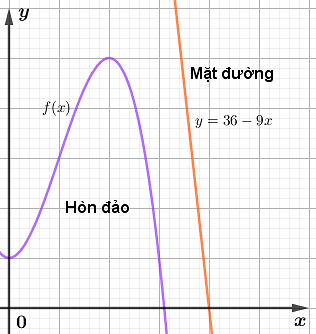 y
Mặt đường
f(x)
y = 36 − 9x
Hòn đảo
0
x